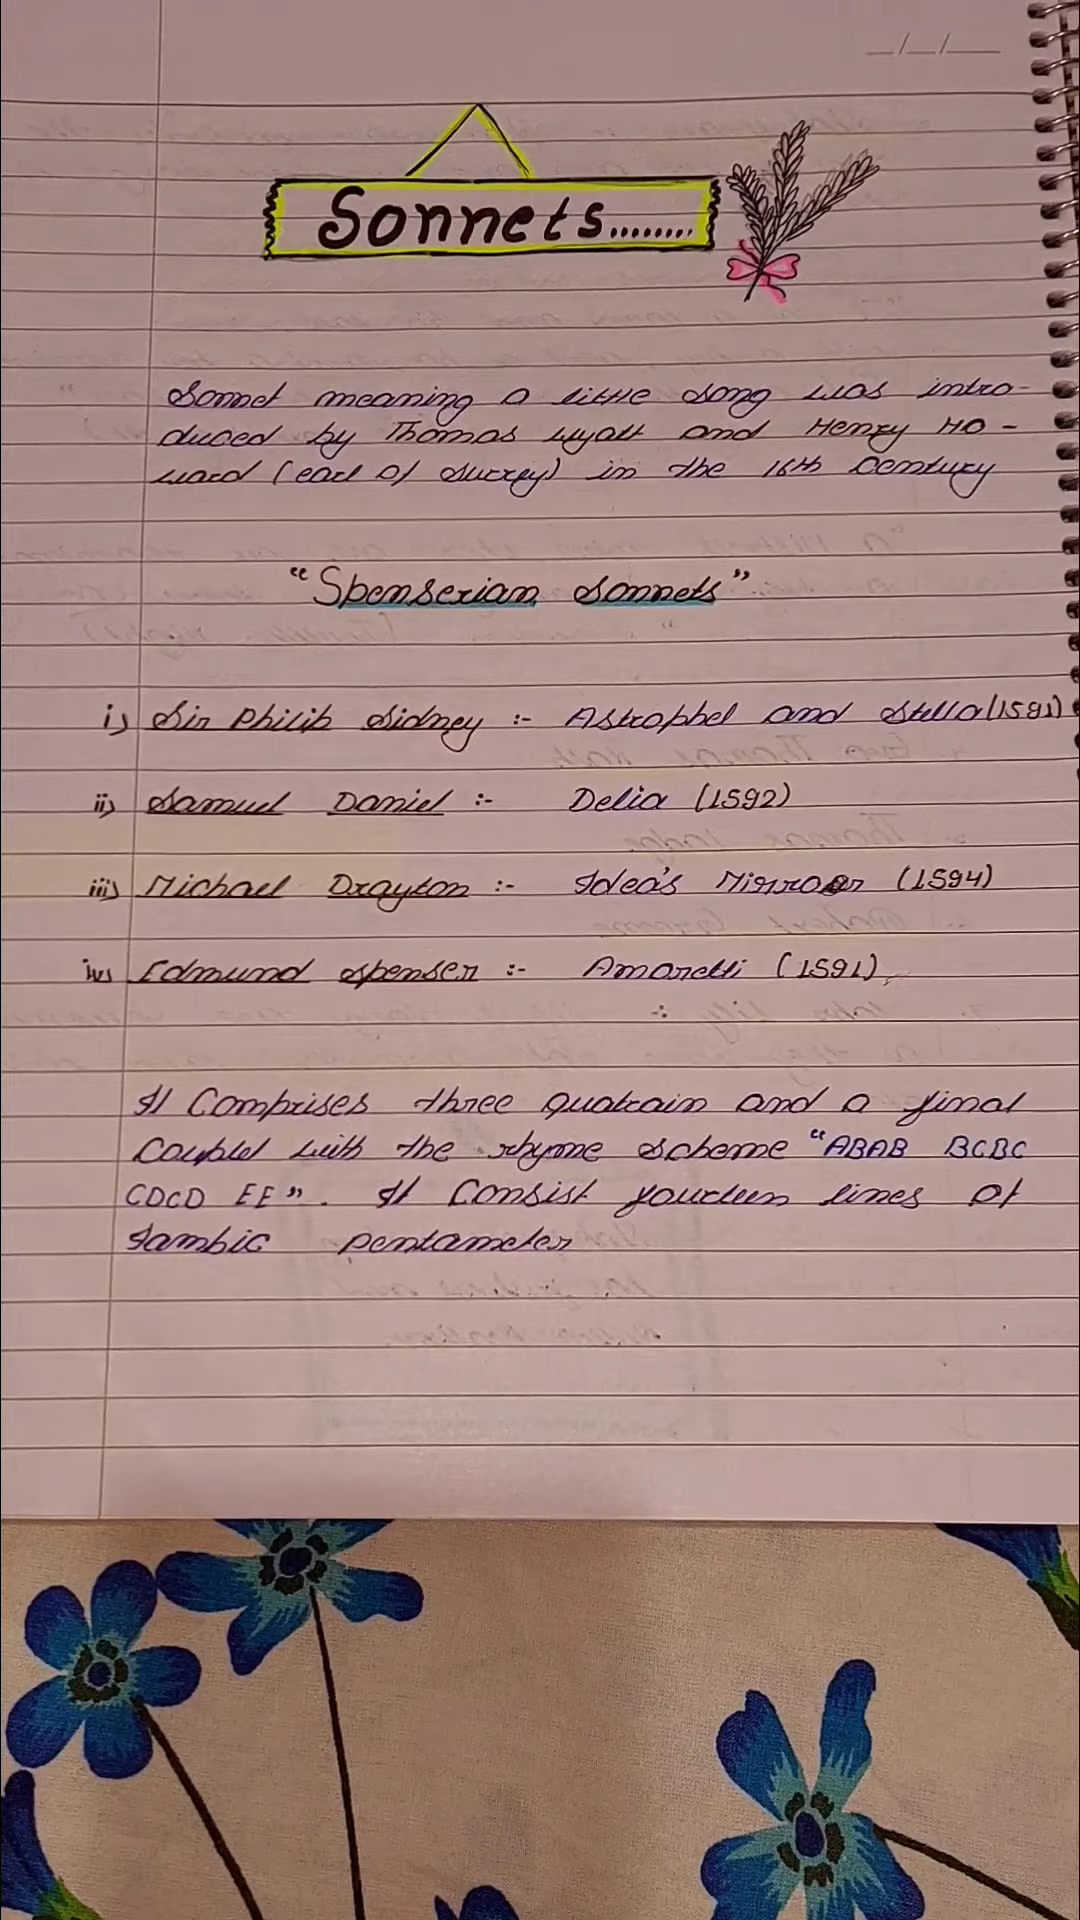 __/__/____
Sonnets........
Sonnet meaning a little song was intro-
duced by Thomas Wyatt and Henry Ho-
ward (earl of Surrey) in the 16th Century
"Spenserian Sonnets"
i) Sir Philip Sidney :- Astrophel and Stella (1591)
ii) Samuel Daniel :- Delia (1592)
iii) Michael Drayton :- Idea's Mirror (1594)
iv) Edmund Spenser :- Amoretti (1591)
It Comprises three quatrain and a final
Couplet with the rhyme scheme "ABAB BCBC
CDCD EE". It Consist fourteen lines of
Iambic pentameter